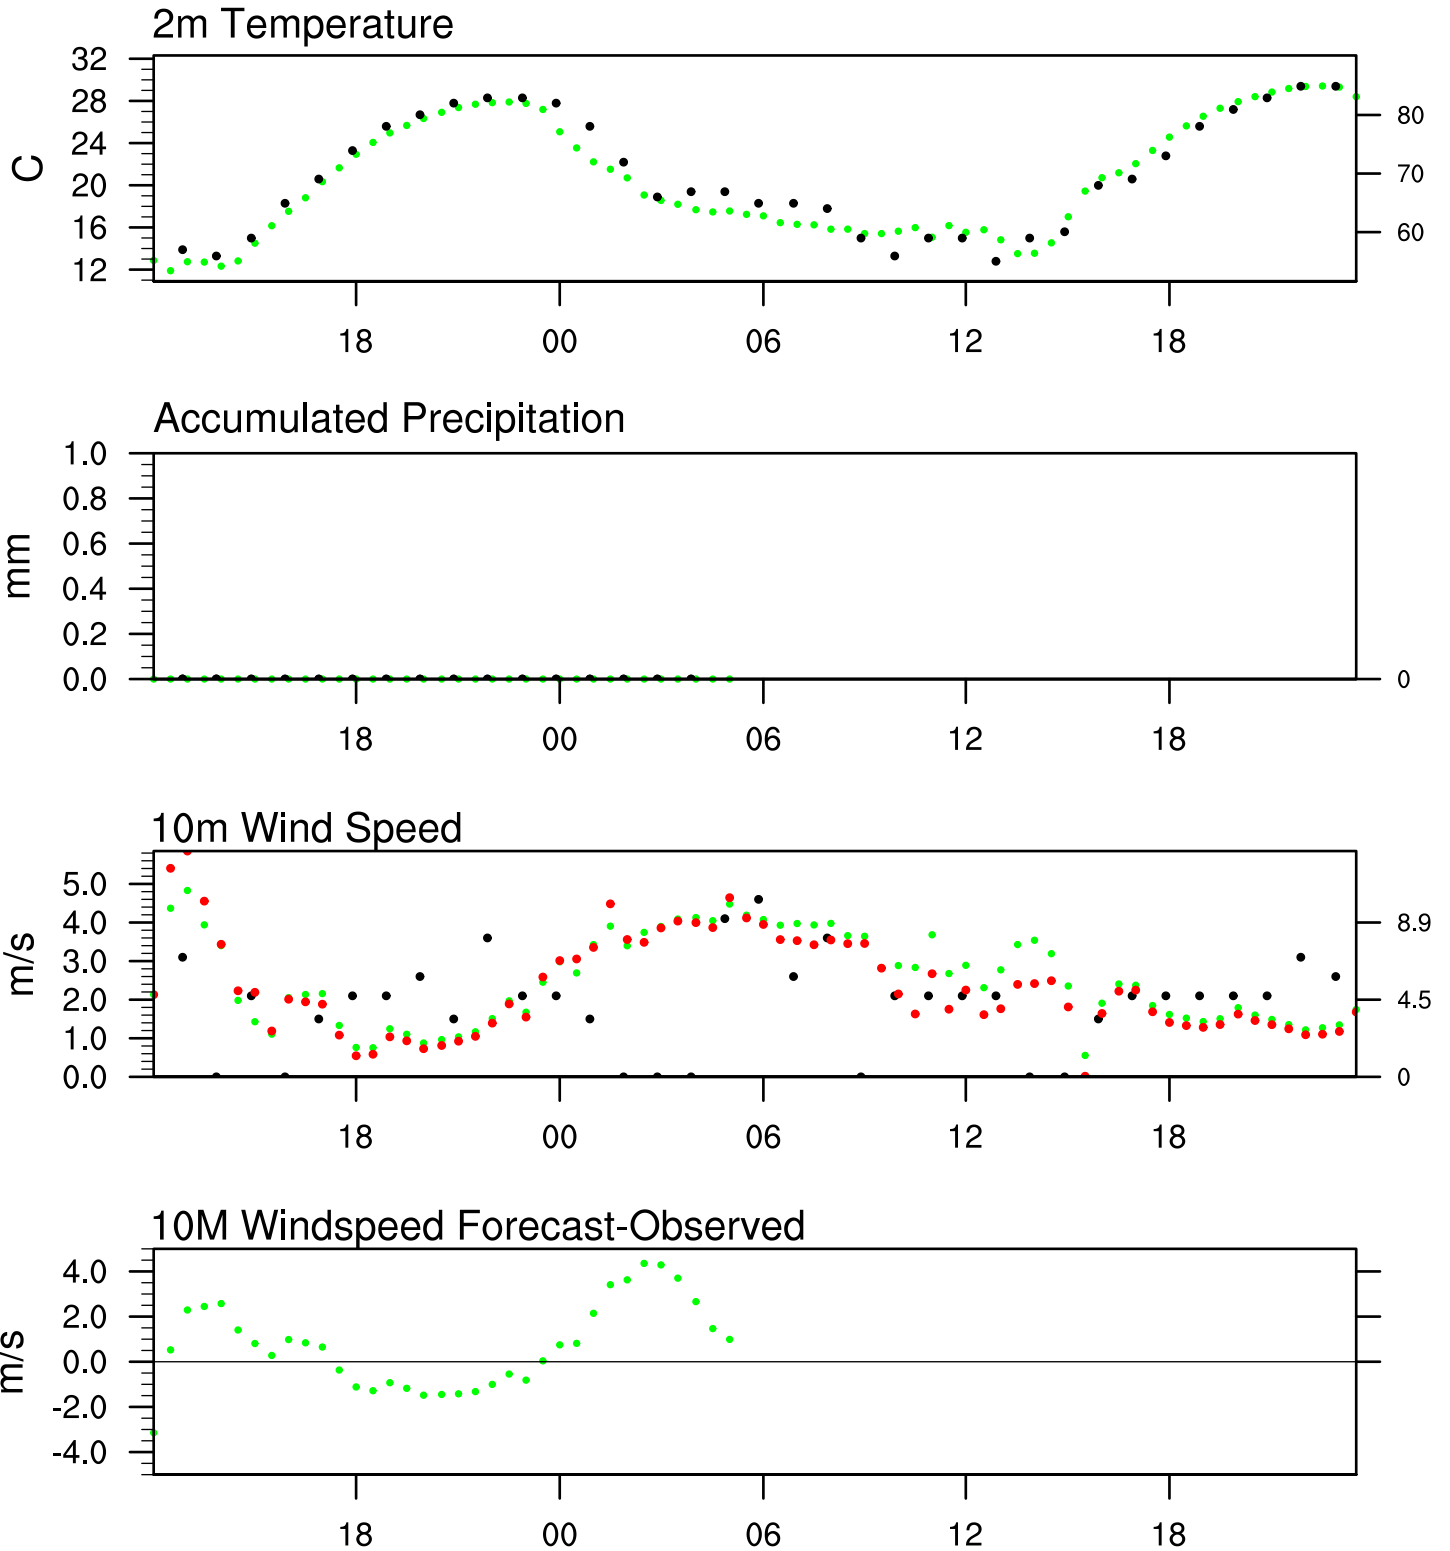 2m Temperature
32
28
24
20
16
12
C
80
70
60
18 00 06 12 18
Accumulated Precipitation
1.0
0.8
0.6
0.4
0.2
0.0
mm
0
18 00 06 12 18
10m Wind Speed
5.0
4.0
3.0
2.0
1.0
0.0
m/s
8.9
4.5
0
18 00 06 12 18
10M Windspeed Forecast-Observed
4.0
2.0
0.0
-2.0
-4.0
m/s
18 00 06 12 18